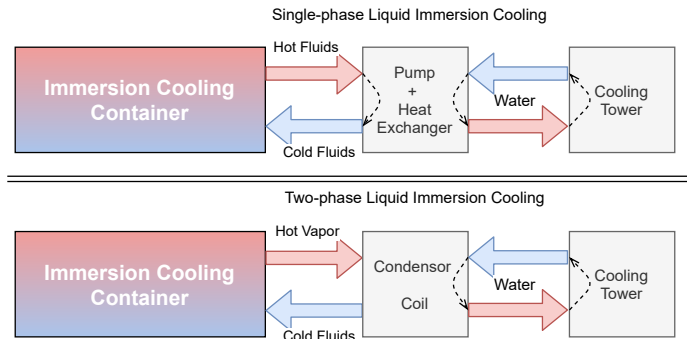 Single-phase Liquid Immersion Cooling
Hot Fluids
Immersion Cooling
Container
Cold Fluids
Pump
+
Heat
Exchanger
Water
Cooling
Tower
Two-phase Liquid Immersion Cooling
Hot Vapor
Immersion Cooling
Container
Cold Fluids
Condensor
Coil
Water
Cooling
Tower